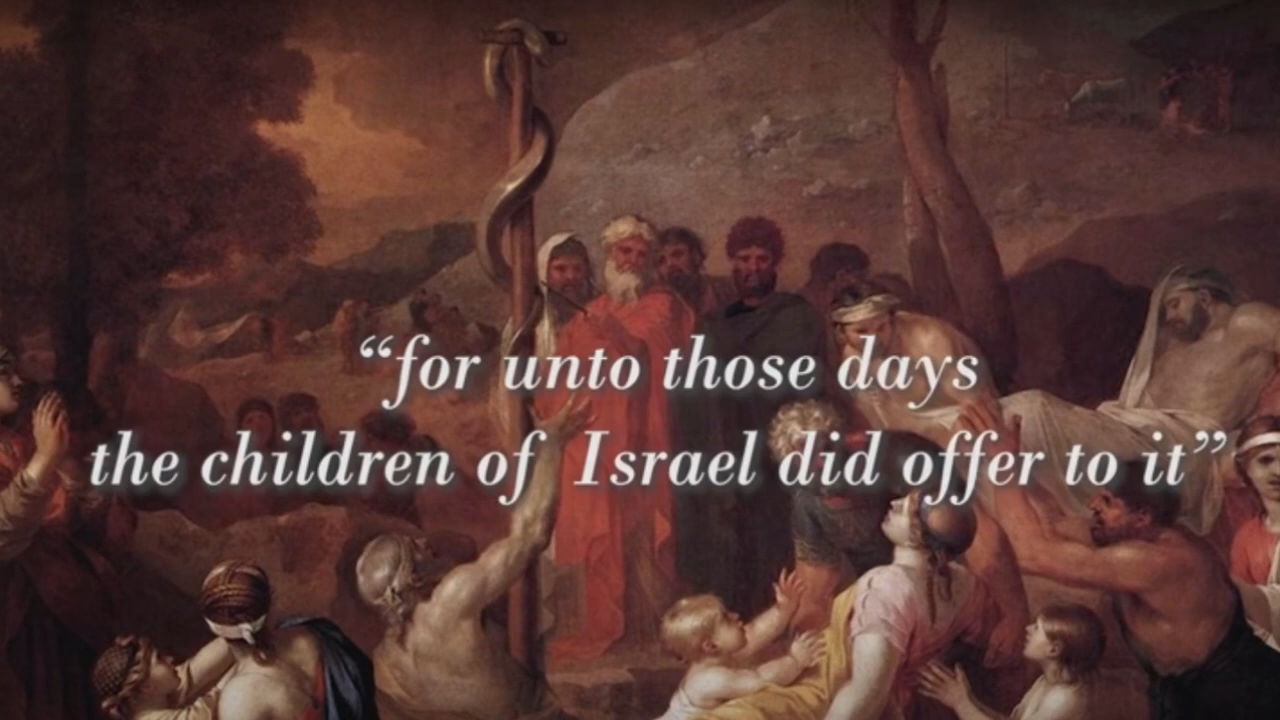 “for unto those days
the children of Israel did offer to it”